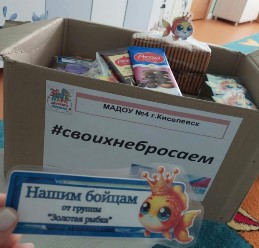 МАДОУ №4 г.Киселевск
#своихнебросаем
Нашим бойцам
от группы
"Золотая рыбка"